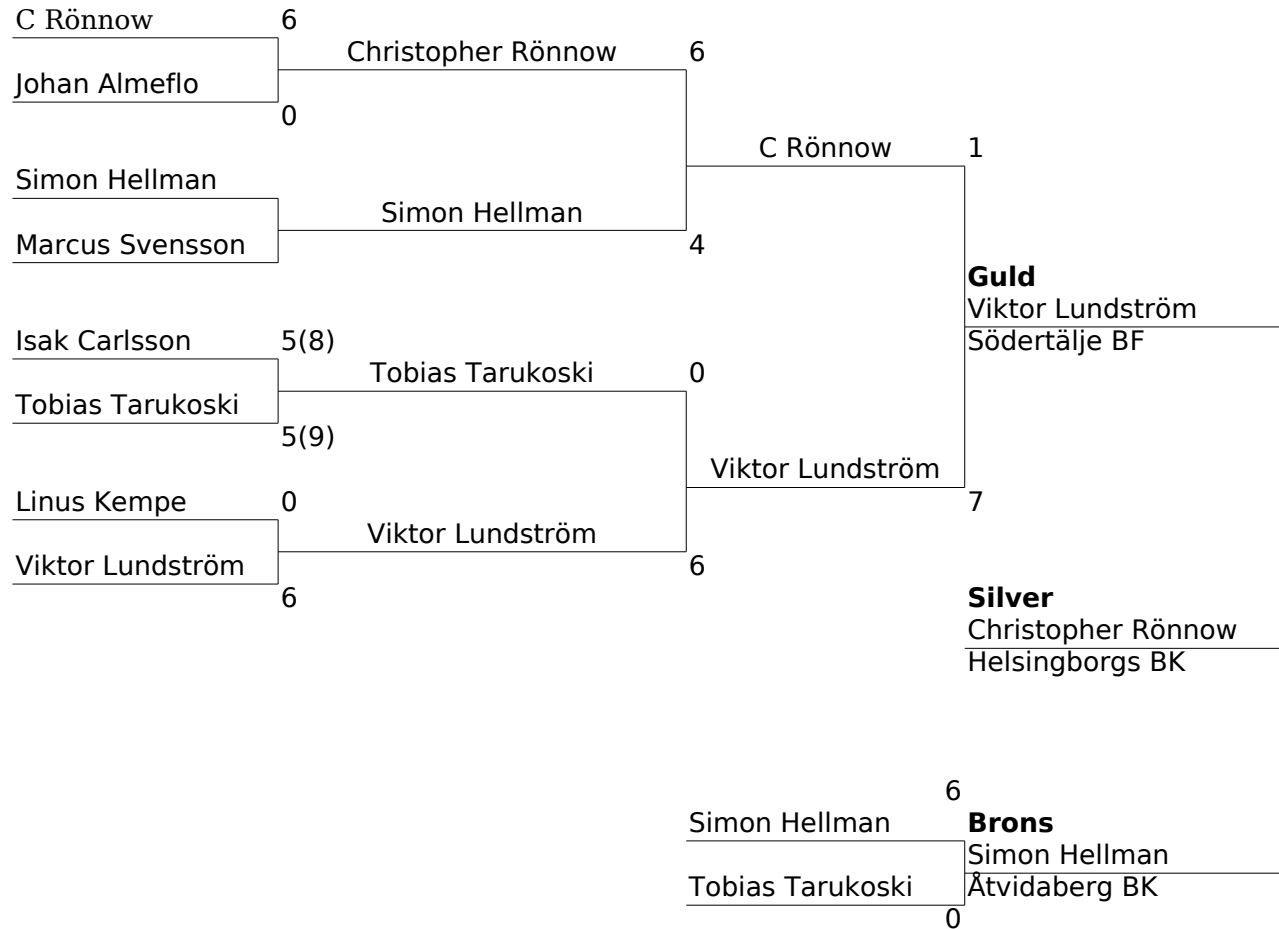 C Rönnow 6
Christopher Rönnow 6
Johan Almeflo
0
C Rönnow 1
Simon Hellman
Simon Hellman
Marcus Svensson 4
Guld
Viktor Lundström
Isak Carlsson 5(8) Södertälje BF
Tobias Tarukoski 0
Tobias Tarukoski
5(9)
Viktor Lundström
Linus Kempe 0 7
Viktor Lundström
Viktor Lundström 6
6 Silver
Christopher Rönnow
Helsingborgs BK
6
Simon Hellman Brons
Simon Hellman
Tobias Tarukoski Åtvidaberg BK
0